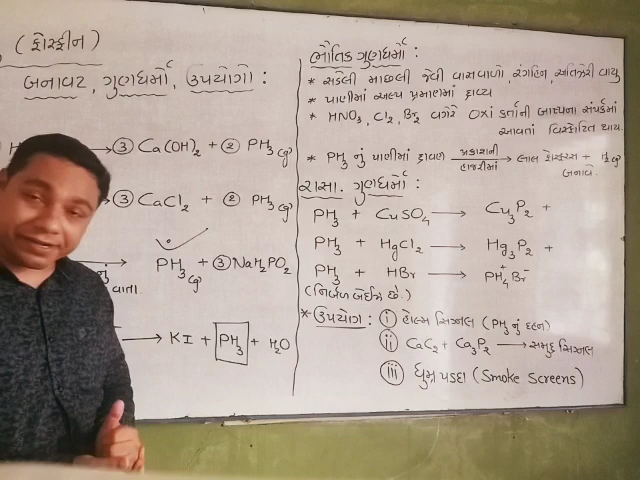 (ફોસ્ફીન)
બનાવટ, ગુણધર્મો, ઉપયોગો :
→ ③ Ca(OH)₂ + ② PH₃(g)
→ ③ CaCl₂ + ② PH₃(g)
→ PH₃(g) + ③ NaH₂PO₂
→ KI + PH₃ + H₂O
ભૌતિક ગુણધર્મો :
* સડેલી માછલી જેવી વાસવાળો, રંગહિન, અતિઝેરી વાયુ
* પાણીમાં અલ્પ પ્રમાણમાં દ્રાવ્ય
* HNO₃, Cl₂, Br₂ વગેરે oxi કર્તાની બાષ્પના સંપર્કમાં
આવતાં વિસ્ફોટિત થાય.
* PH₃ નું પાણીમાં દ્રાવણ પ્રકાશની હાજરીમાં → લાલ ફોસ્ફરસ + H₂(g)
બનાવે.
રાસા. ગુણધર્મો :
PH₃ + CuSO₄ → Cu₃P₂ +
PH₃ + HgCl₂ → Hg₃P₂ +
PH₃ + HBr → PH₄⁺Br⁻
(નિર્બળ બેઈઝ છે.)
* ઉપયોગ : (i) હોલ્મ સિગ્નલ (PH₃ નું દહન)
(ii) CaC₂ + Ca₃P₂ → સમુદ્ર સિગ્નલ
(iii) ધુમ્ર પડદા (Smoke Screens)